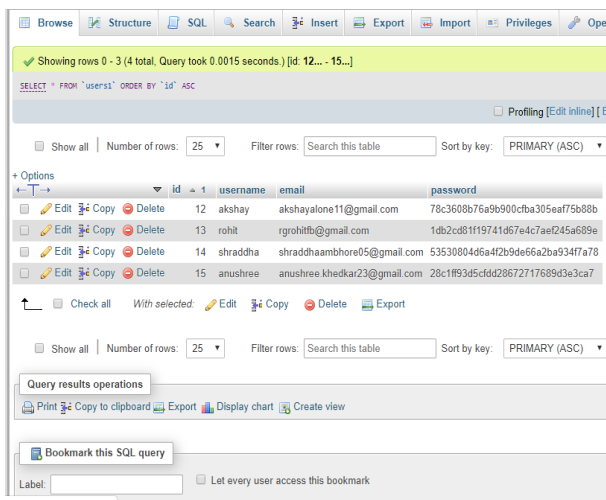 Browse Structure SQL Search Insert Export Import Privileges Ope
Showing rows 0 - 3 (4 total, Query took 0.0015 seconds.) [id: 12... - 15...]
SELECT * FROM `users1` ORDER BY `id` ASC
Profiling [Edit inline] [ E
Show all | Number of rows: 25 Filter rows: Search this table Sort by key: PRIMARY (ASC)
+ Options
←T→ id 1 username email password
Edit Copy Delete 12 akshay akshayalone11@gmail.com 78c3608b76a9b900cfba305eaf75b88b
Edit Copy Delete 13 rohit rgrohitfb@gmail.com 1db2cd81f19741d67e4c7aef245a689e
Edit Copy Delete 14 shraddha shraddhaambhore05@gmail.com 53530804d6a4f2b9de66a2ba934f7a78
Edit Copy Delete 15 anushree anushree.khedkar23@gmail.com 28c1ff93d5cfdd28672717689d3e3ca7
Check all With selected: Edit Copy Delete Export
Show all | Number of rows: 25 Filter rows: Search this table Sort by key: PRIMARY (ASC)
Query results operations
Print Copy to clipboard Export Display chart Create view
Bookmark this SQL query
Label: Let every user access this bookmark